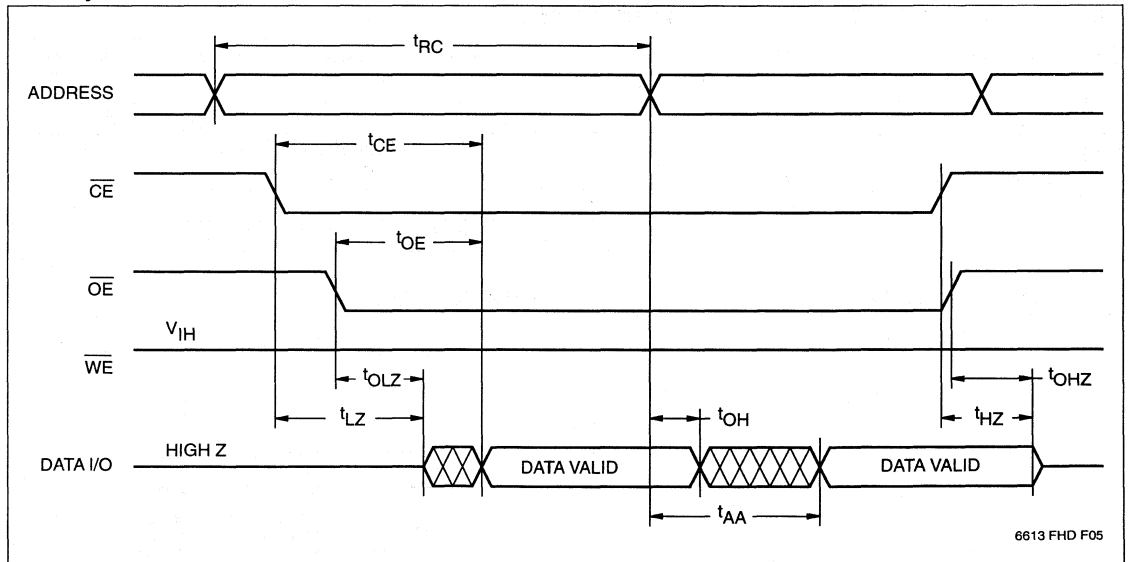 tRC
ADDRESS
tCE
CE
tOE
OE
VIH
WE
tOLZ
tOHZ
tLZ
tOH
tHZ
DATA I/O
HIGH Z
DATA VALID
DATA VALID
tAA
6613 FHD F05